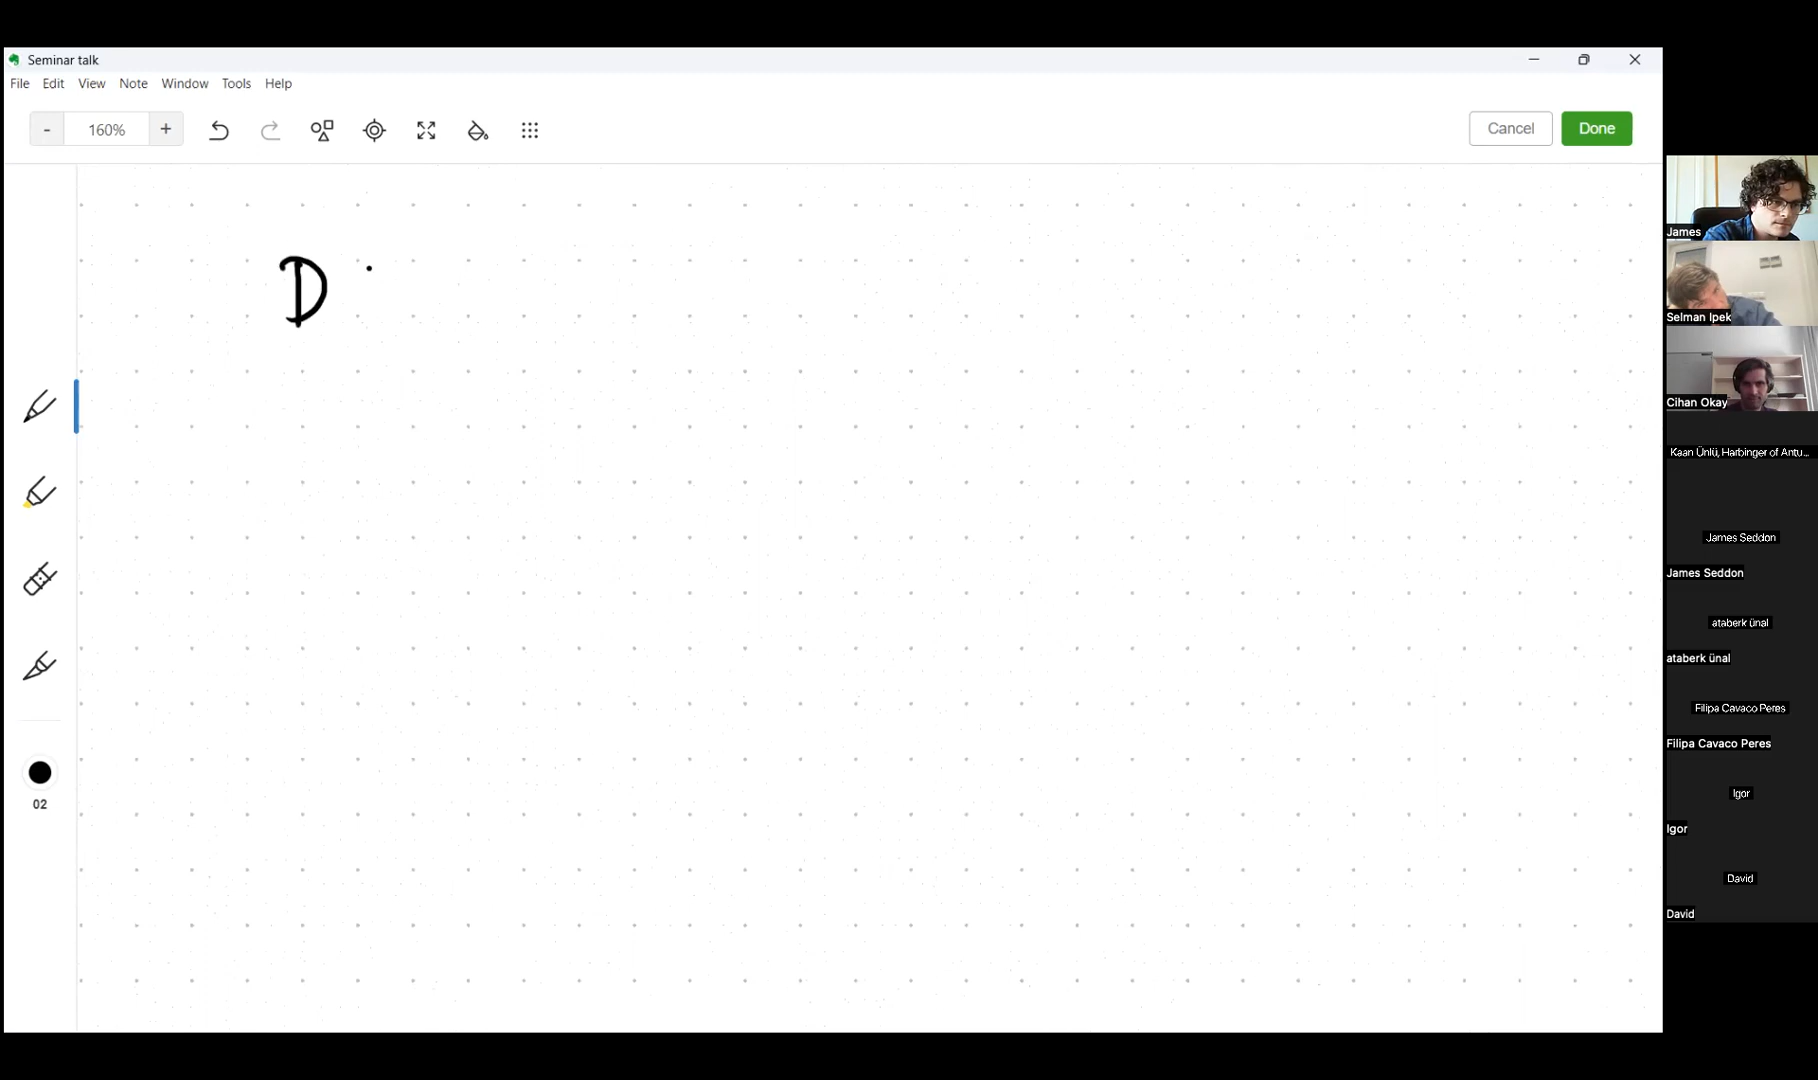 Seminar talk
File Edit View Note Window Tools Help
- 160% + Cancel Done
D
02
James
Selman Ipek
Cihan Okay
Kaan Ünlü, Harbinger of Antu...
James Seddon
James Seddon
ataberk ünal
ataberk ünal
Filipa Cavaco Peres
Filipa Cavaco Peres
Igor
Igor
David
David